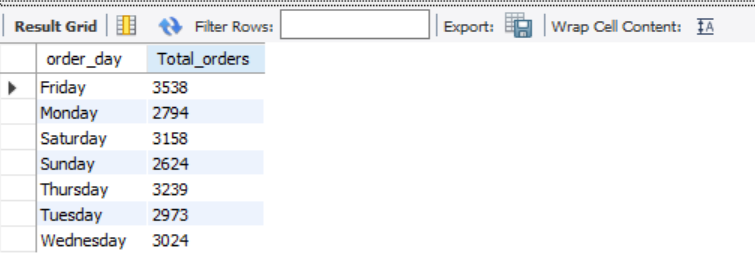 Result Grid Filter Rows: Export: Wrap Cell Content: IA
order_day Total_orders
Friday 3538
Monday 2794
Saturday 3158
Sunday 2624
Thursday 3239
Tuesday 2973
Wednesday 3024